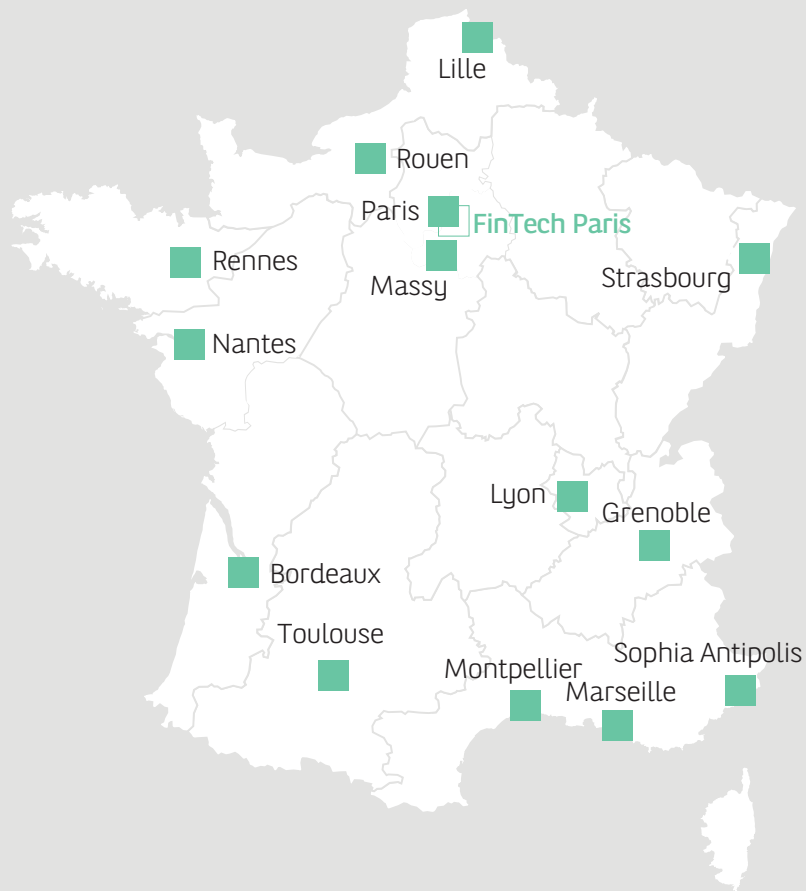 Lille
Rouen
Paris
FinTech Paris
Rennes
Strasbourg
Massy
Nantes
Lyon
Grenoble
Bordeaux
Toulouse
Sophia Antipolis
Montpellier
Marseille